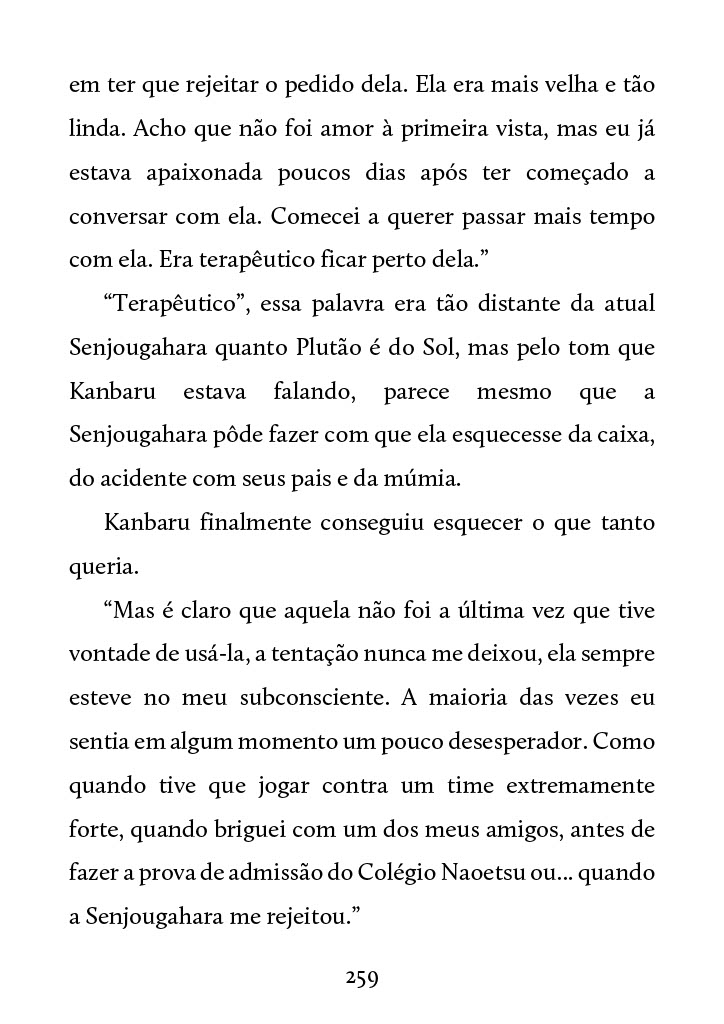 em ter que rejeitar o pedido dela. Ela era mais velha e tão
linda. Acho que não foi amor à primeira vista, mas eu já
estava apaixonada poucos dias após ter começado a
conversar com ela. Comecei a querer passar mais tempo
com ela. Era terapêutico ficar perto dela.”
“Terapêutico”, essa palavra era tão distante da atual
Senjougahara quanto Plutão é do Sol, mas pelo tom que
Kanbaru estava falando, parece mesmo que a
Senjougahara pôde fazer com que ela esquecesse da caixa,
do acidente com seus pais e da múmia.
Kanbaru finalmente conseguiu esquecer o que tanto
queria.
“Mas é claro que aquela não foi a última vez que tive
vontade de usá-la, a tentação nunca me deixou, ela sempre
esteve no meu subconsciente. A maioria das vezes eu
sentia em algum momento um pouco desesperador. Como
quando tive que jogar contra um time extremamente
forte, quando briguei com um dos meus amigos, antes de
fazer a prova de admissão do Colégio Naoetsu ou... quando
a Senjougahara me rejeitou.”
259